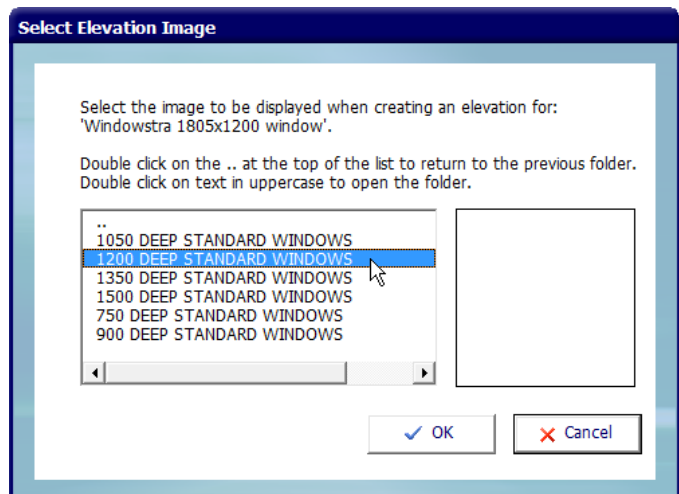 Select Elevation Image
Select the image to be displayed when creating an elevation for:
'Windowstra 1805x1200 window'.
Double click on the .. at the top of the list to return to the previous folder.
Double click on text in uppercase to open the folder.
..
1050 DEEP STANDARD WINDOWS
1200 DEEP STANDARD WINDOWS
1350 DEEP STANDARD WINDOWS
1500 DEEP STANDARD WINDOWS
750 DEEP STANDARD WINDOWS
900 DEEP STANDARD WINDOWS
OK
Cancel